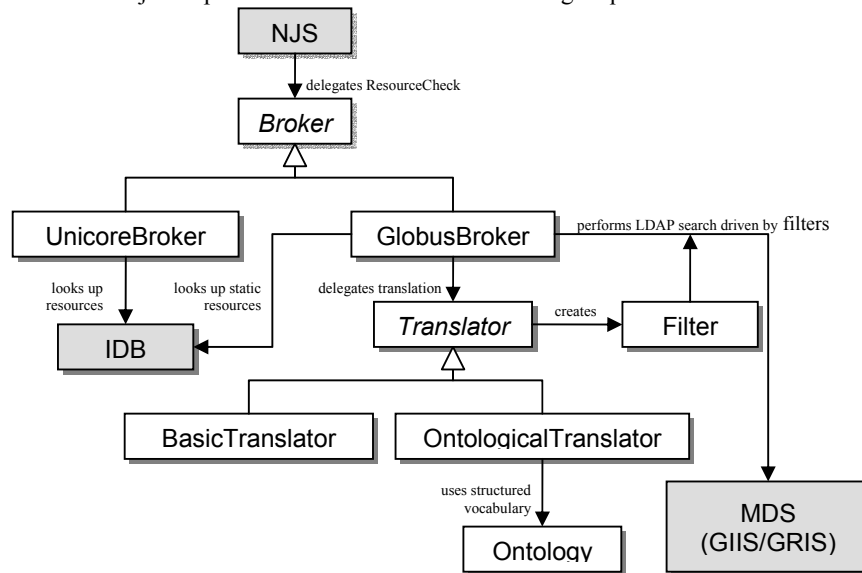 NJS
delegates ResourceCheck
Broker
UnicoreBroker
GlobusBroker
performs LDAP search driven by filters
looks up
resources
looks up static
resources
delegates translation
Translator
creates
Filter
IDB
BasicTranslator
OntologicalTranslator
uses structured
vocabulary
Ontology
MDS
(GIIS/GRIS)